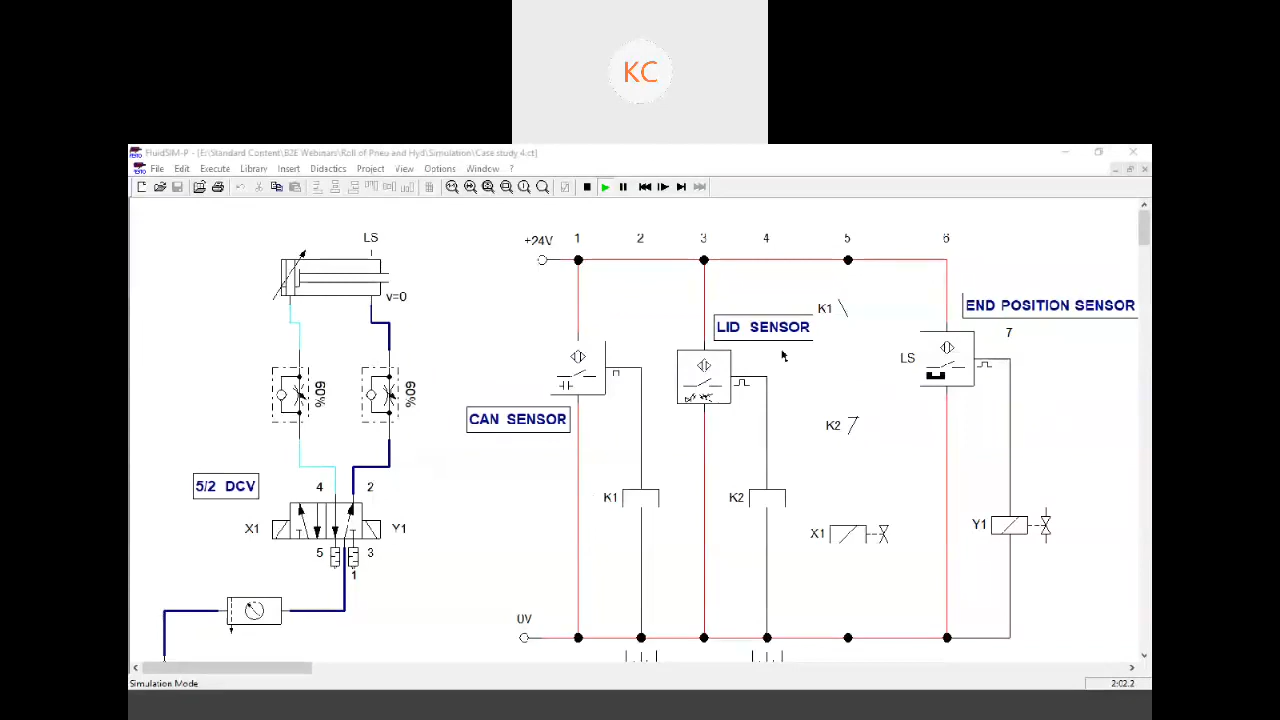 KC
FluidSIM-P - [E:\Standard Content\B2E Webinars\Roll of Pneu and Hyd\Simulation\Case study 4.ct]
File Edit Execute Library Insert Didactics Project View Options Window ?
LS
+24V 1 2 3 4 5 6
v=0
K1
END POSITION SENSOR
LID SENSOR
7
LS
60%
60%
CAN SENSOR
K2
5/2 DCV
4 2
K1
K2
X1 Y1
X1
Y1
5 3
1
0V
Simulation Mode
2:02.2